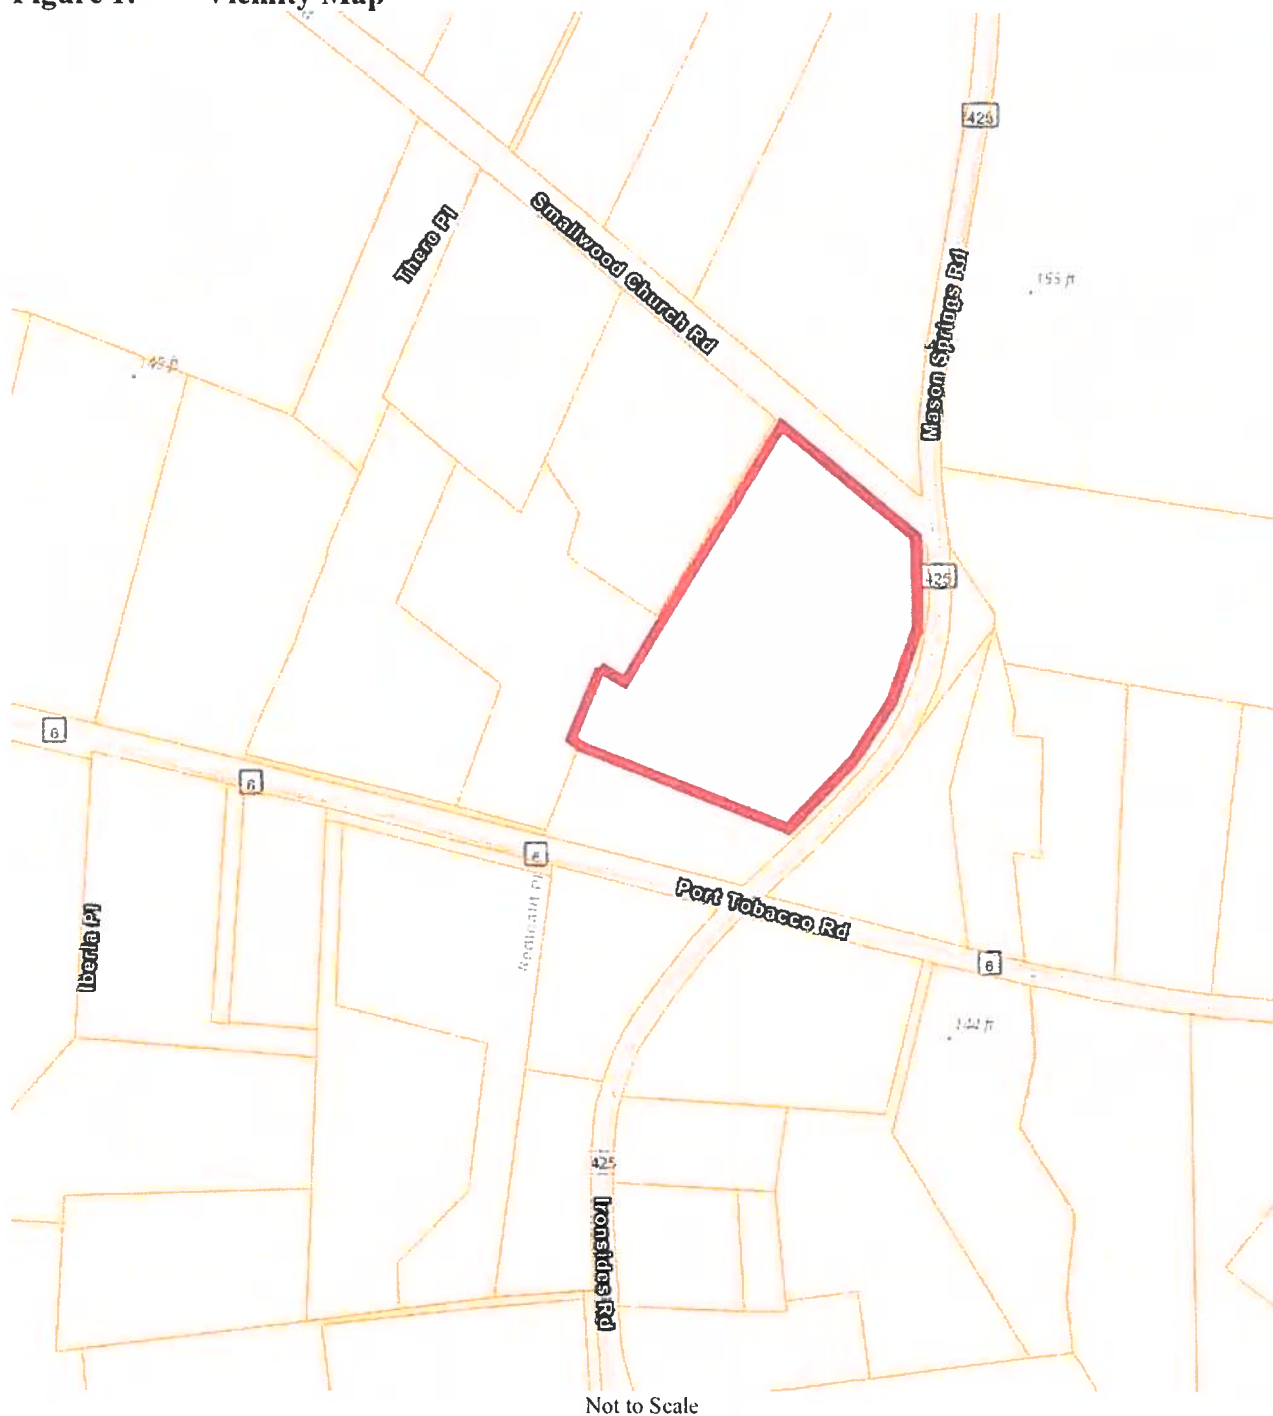 Figure 1. Vicinity Map
425
Smallwood Church Rd
Thero Pl
Mason Springs Rd
155 ft
149 ft
425
6
6
6
Port Tobacco Rd
Iberia Pl
6
144 ft
425
Ironsides Rd
Not to Scale